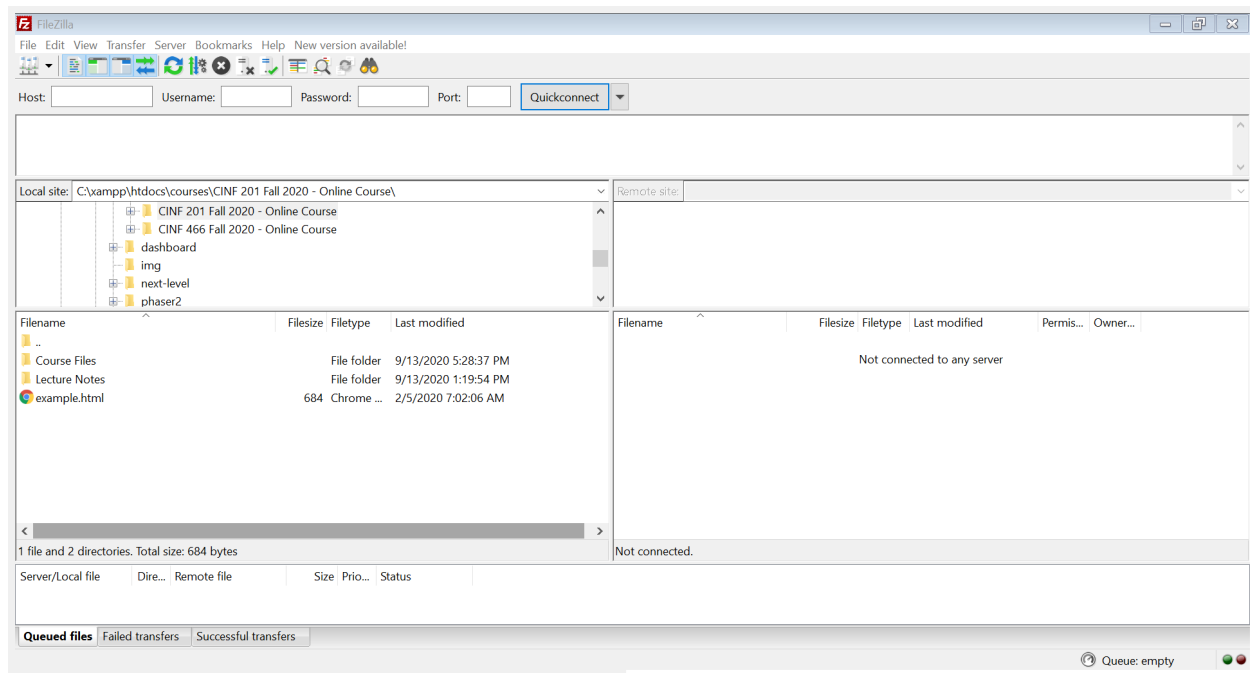 Fz FileZilla
File Edit View Transfer Server Bookmarks Help New version available!
Host: Username: Password: Port: Quickconnect
Local site: C:\xampp\htdocs\courses\CINF 201 Fall 2020 - Online Course\
CINF 201 Fall 2020 - Online Course
CINF 466 Fall 2020 - Online Course
dashboard
img
next-level
phaser2
Remote site:
Filename Filesize Filetype Last modified
..
Course Files File folder 9/13/2020 5:28:37 PM
Lecture Notes File folder 9/13/2020 1:19:54 PM
example.html 684 Chrome ... 2/5/2020 7:02:06 AM
1 file and 2 directories. Total size: 684 bytes
Filename Filesize Filetype Last modified Permis... Owner...
Not connected to any server
Not connected.
Server/Local file Dire... Remote file Size Prio... Status
Queued files Failed transfers Successful transfers
Queue: empty